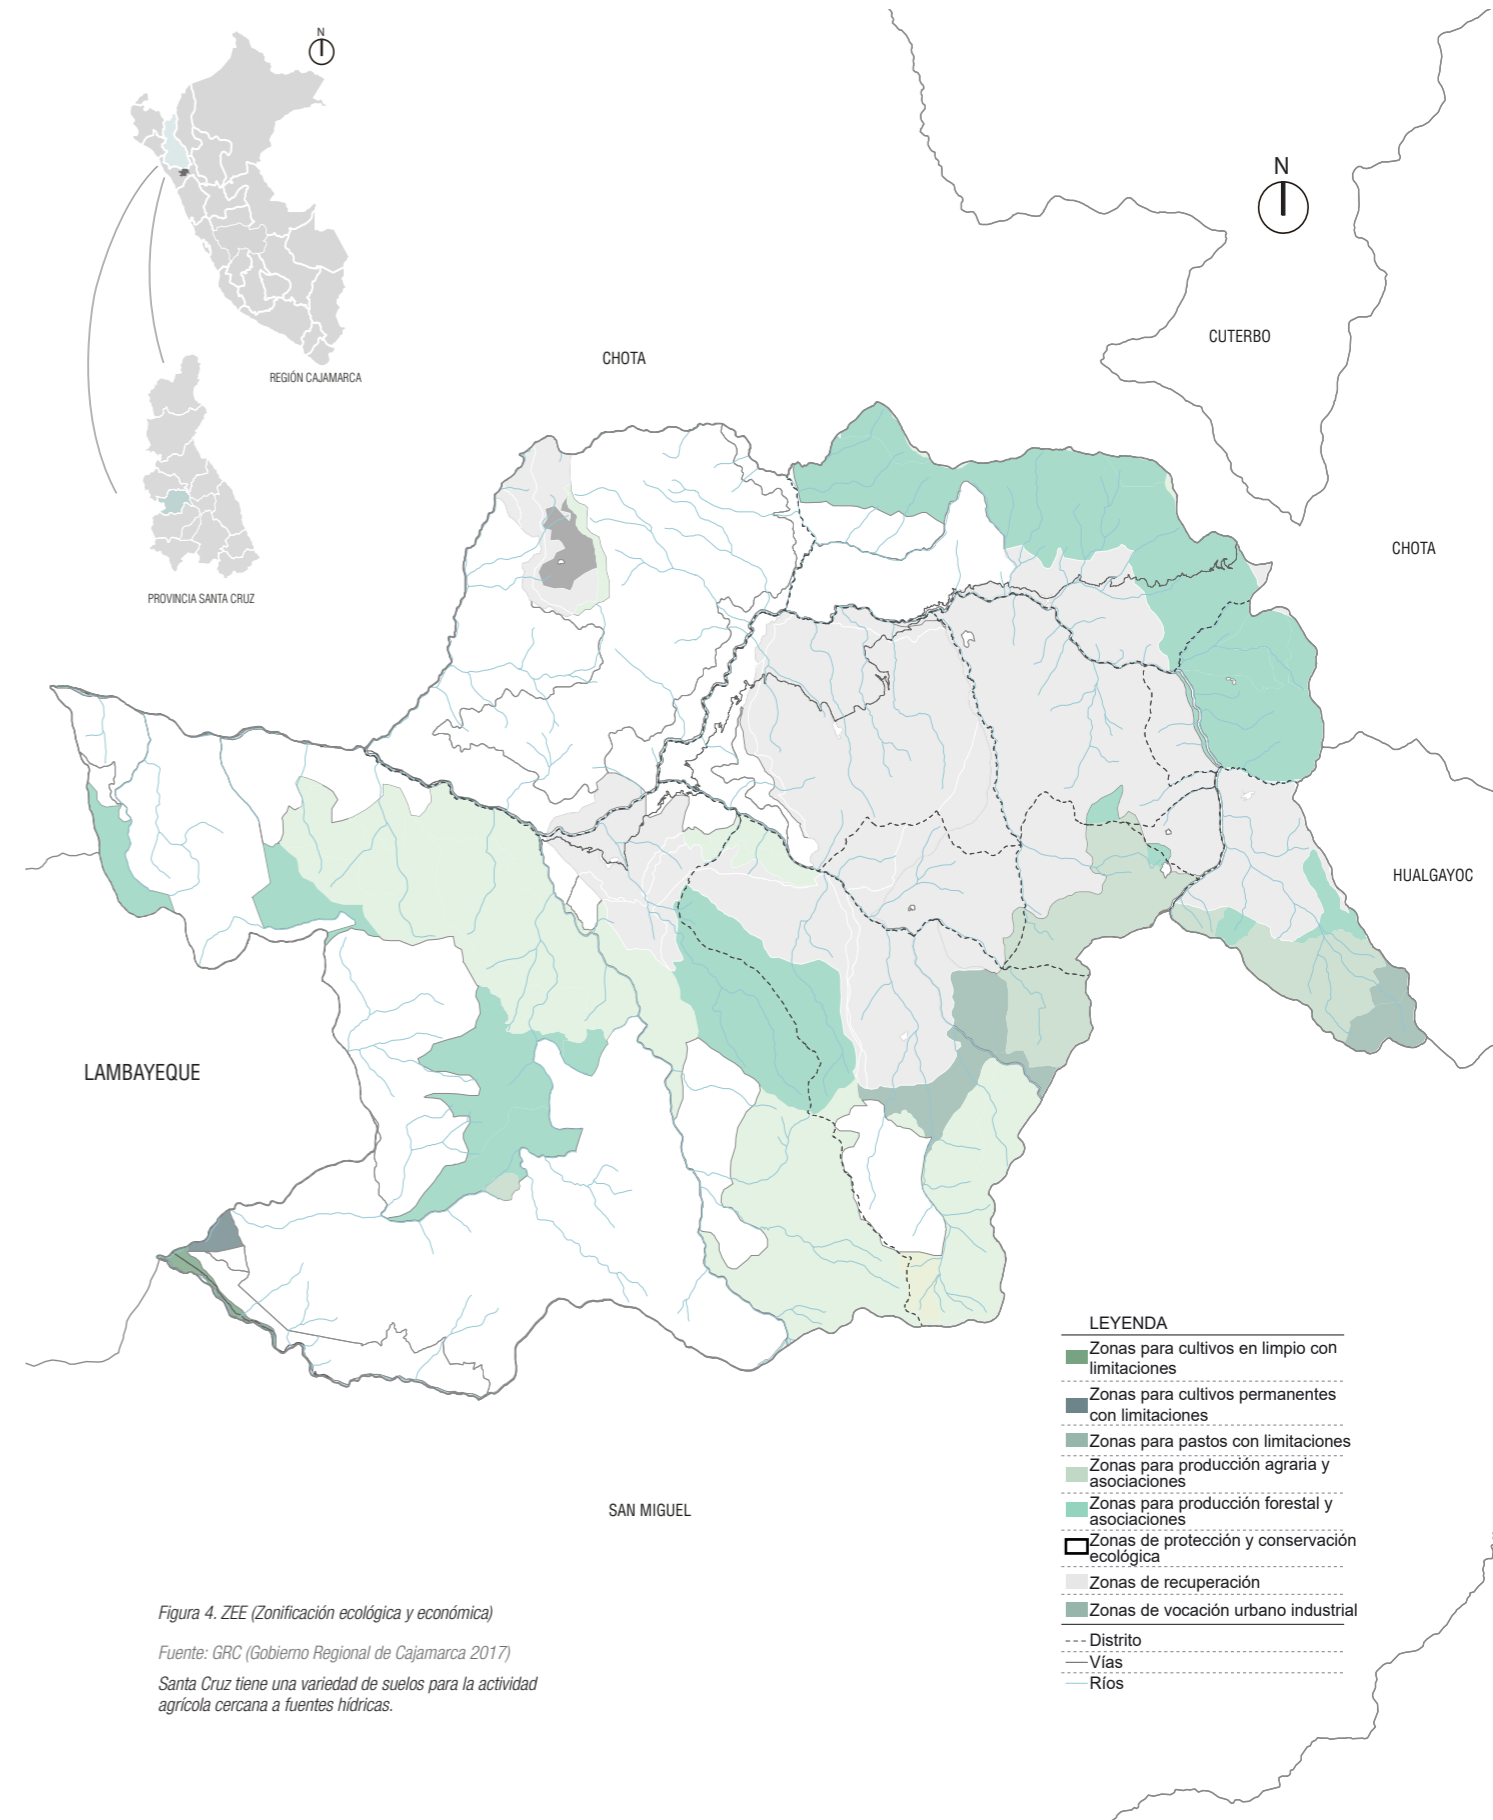 N
REGIÓN CAJAMARCA
PROVINCIA SANTA CRUZ
N
CHOTA
CUTERBO
CHOTA
HUALGAYOC
LAMBAYEQUE
SAN MIGUEL
LEYENDA
Zonas para cultivos en limpio con
limitaciones
Zonas para cultivos permanentes
con limitaciones
Zonas para pastos con limitaciones
Zonas para producción agraria y
asociaciones
Zonas para producción forestal y
asociaciones
Zonas de protección y conservación
ecológica
Zonas de recuperación
Zonas de vocación urbano industrial
Distrito
Vías
Ríos
Figura 4. ZEE (Zonificación ecológica y económica)
Fuente: GRC (Gobierno Regional de Cajamarca 2017)
Santa Cruz tiene una variedad de suelos para la actividad
agrícola cercana a fuentes hídricas.